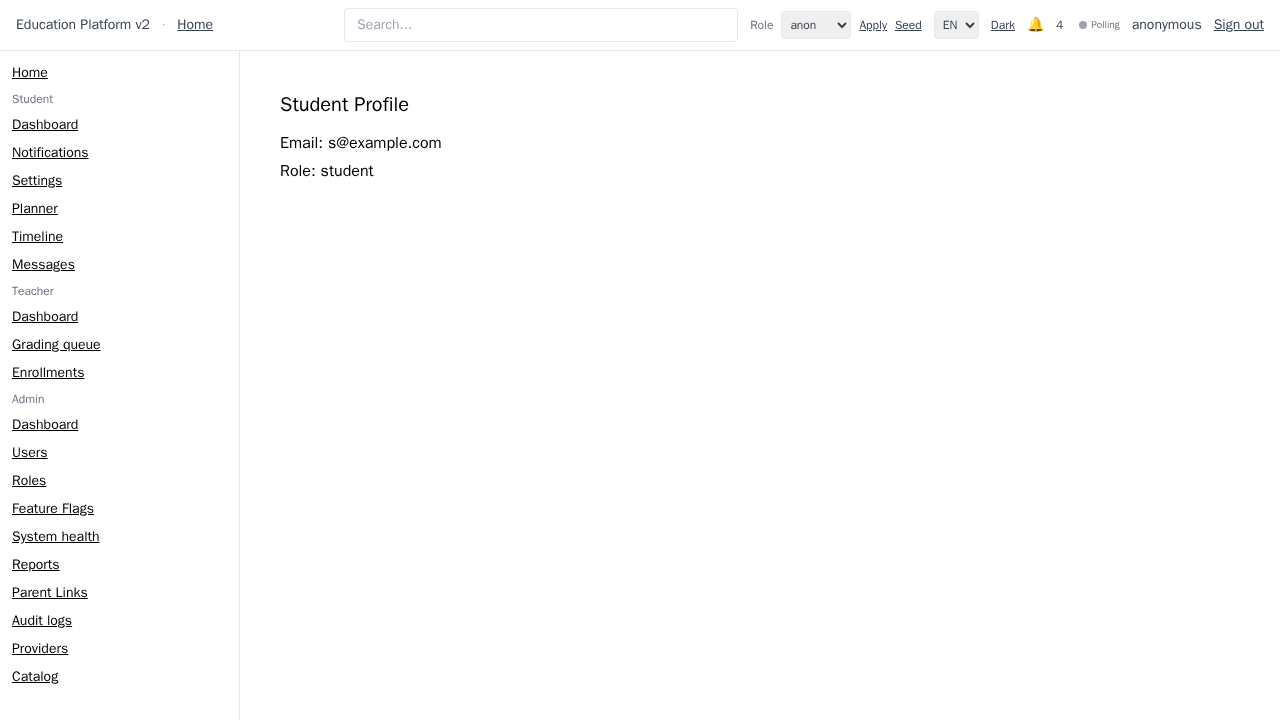 Education Platform v2 · Home Search... Role anon Apply Seed EN Dark 🔔 4 Polling anonymous Sign out
Home
Student
Dashboard
Notifications
Settings
Planner
Timeline
Messages
Teacher
Dashboard
Grading queue
Enrollments
Admin
Dashboard
Users
Roles
Feature Flags
System health
Reports
Parent Links
Audit logs
Providers
Catalog
Student Profile
Email: s@example.com
Role: student